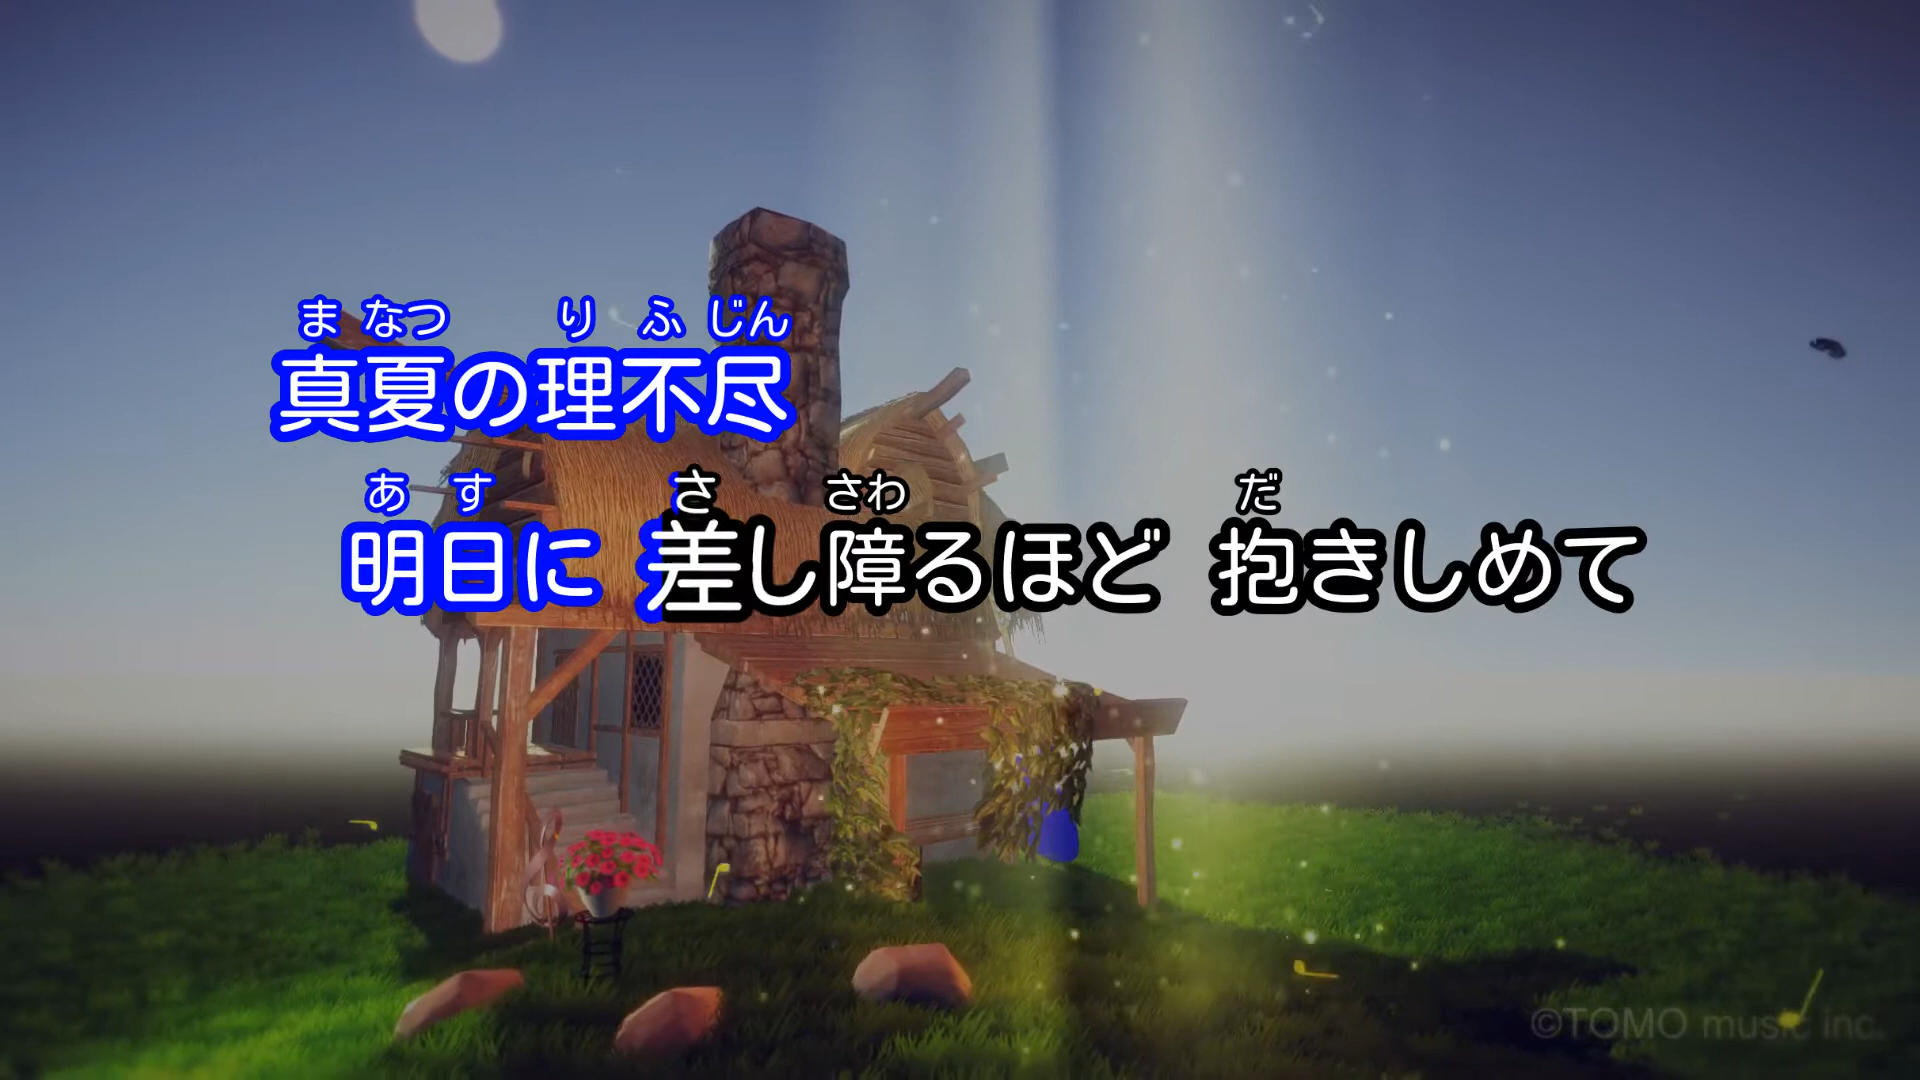 ま なつ り ふ じん
真夏の理不尽
あ す さ さわ だ
明日に 差し障るほど 抱きしめて
©TOMO music inc.